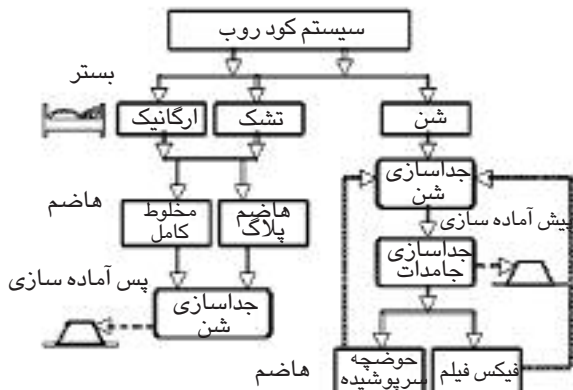 سیستم کود روب
بستر
ارگانیک
تشک
شن
هاضم
مخلوط
کامل
هاضم
پلاگ
جداسازی
شن
پیش آماده سازی
جداسازی
جامدات
پس آماده سازی
جداسازی
شن
هاضم
حوضچه
سرپوشیده
فیکس فیلم